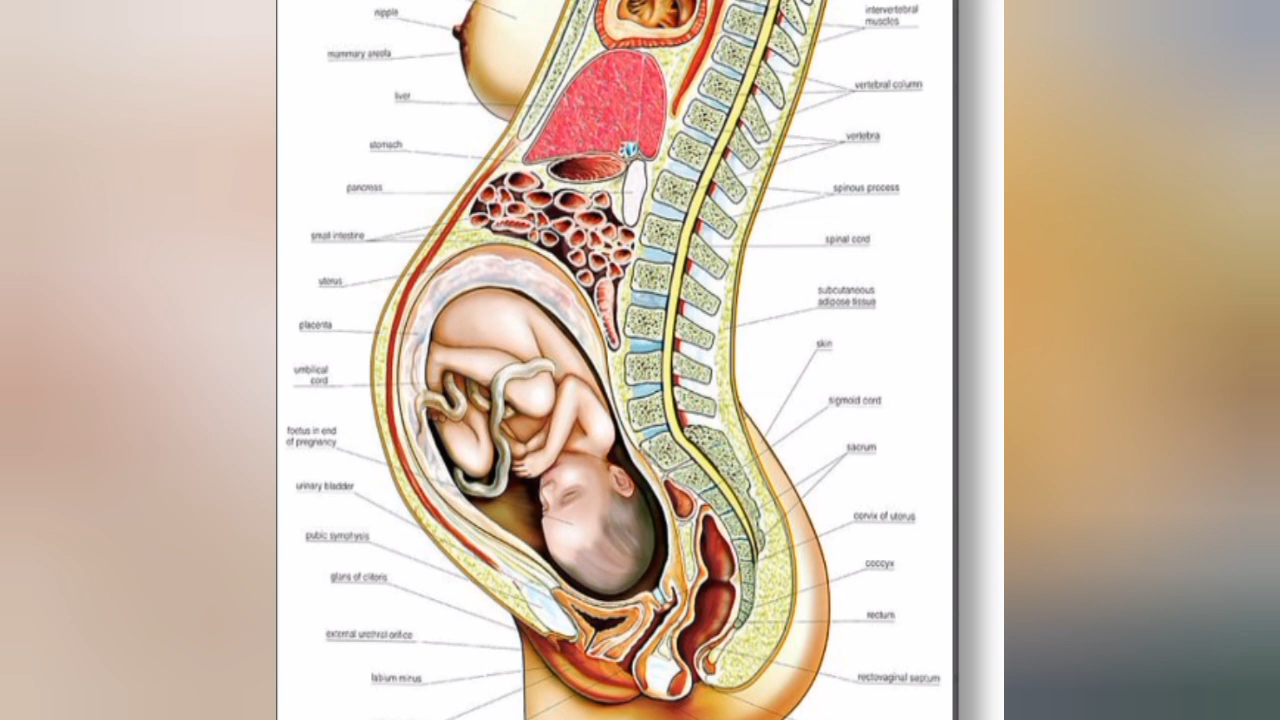 nipple
mammary areola
liver
stomach
pancreas
small intestine
uterus
placenta
umbilical
cord
foetus in end
of pregnancy
urinary bladder
pubic symphysis
glans of clitoris
external urethral orifice
labium minus
intervertebral
muscles
vertebral column
vertebra
spinous process
spinal cord
subcutaneous
adipose tissue
skin
sigmoid cord
sacrum
cervix of uterus
coccyx
rectum
rectovaginal septum